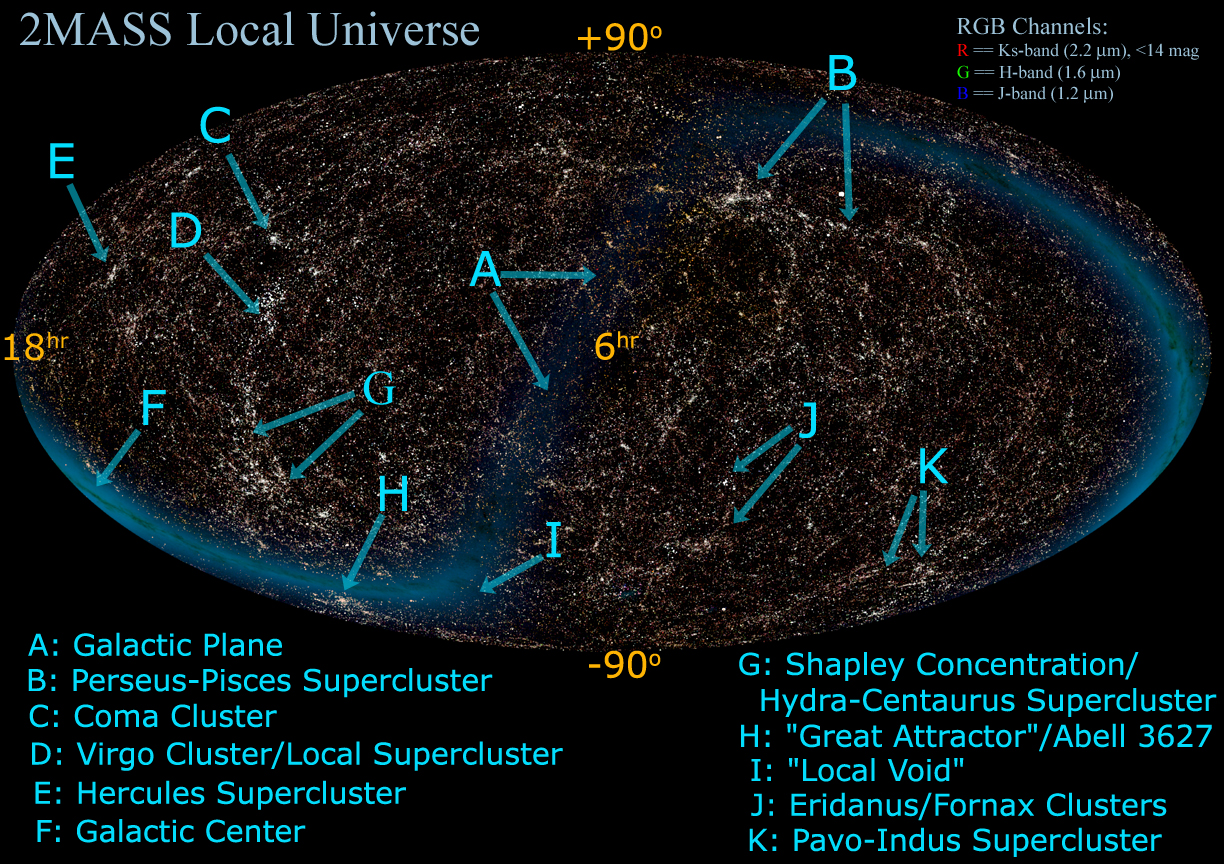 2MASS Local Universe
RGB Channels:
R == Ks-band (2.2 μm), <14 mag
G == H-band (1.6 μm)
B == J-band (1.2 μm)
+90º
B
C
E
D
A
18hr
6hr
F
G
J
K
H
I
-90º
A: Galactic Plane
B: Perseus-Pisces Supercluster
C: Coma Cluster
D: Virgo Cluster/Local Supercluster
E: Hercules Supercluster
F: Galactic Center
G: Shapley Concentration/
Hydra-Centaurus Supercluster
H: "Great Attractor"/Abell 3627
I: "Local Void"
J: Eridanus/Fornax Clusters
K: Pavo-Indus Supercluster